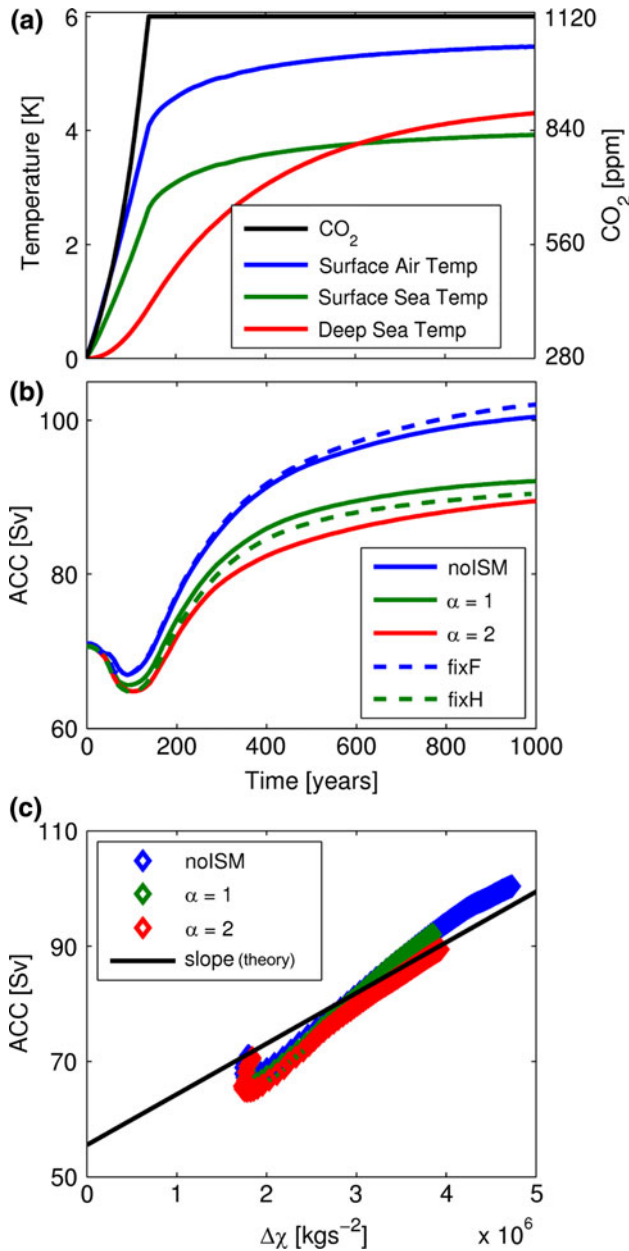 (a)
6
4
2
0
Temperature [K]
1120
840
560
280
CO2 [ppm]
CO2
Surface Air Temp
Surface Sea Temp
Deep Sea Temp
(b)
100
80
60
ACC [Sv]
noISM
α = 1
α = 2
fixF
fixH
0 200 400 600 800 1000
Time [years]
(c)
110
90
70
50
ACC [Sv]
noISM
α = 1
α = 2
slope (theory)
0 1 2 3 4 5
Δχ [kgs-2]
x 10 6